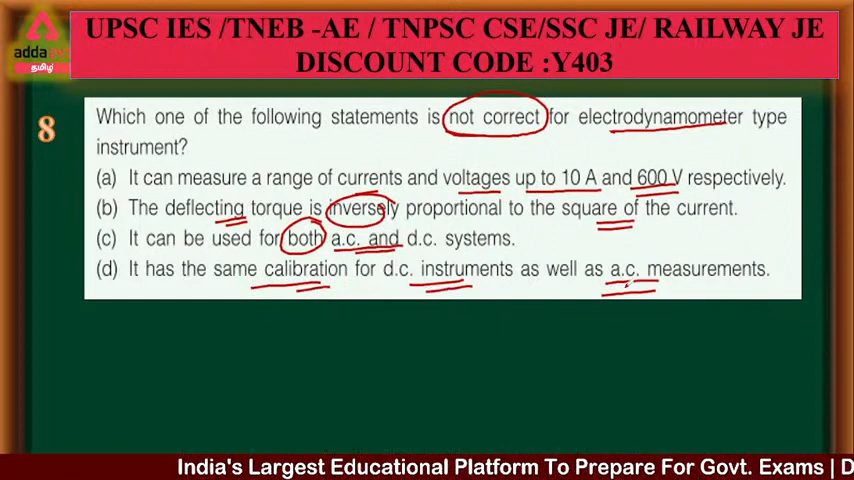 UPSC IES /TNEB -AE / TNPSC CSE/SSC JE/ RAILWAY JE
DISCOUNT CODE :Y403
adda
தமிழ்
8
Which one of the following statements is not correct for electrodynamometer type
instrument?
(a) It can measure a range of currents and voltages up to 10 A and 600 V respectively.
(b) The deflecting torque is inversely proportional to the square of the current.
(c) It can be used for both a.c. and d.c. systems.
(d) It has the same calibration for d.c. instruments as well as a.c. measurements.
India's Largest Educational Platform To Prepare For Govt. Exams | D